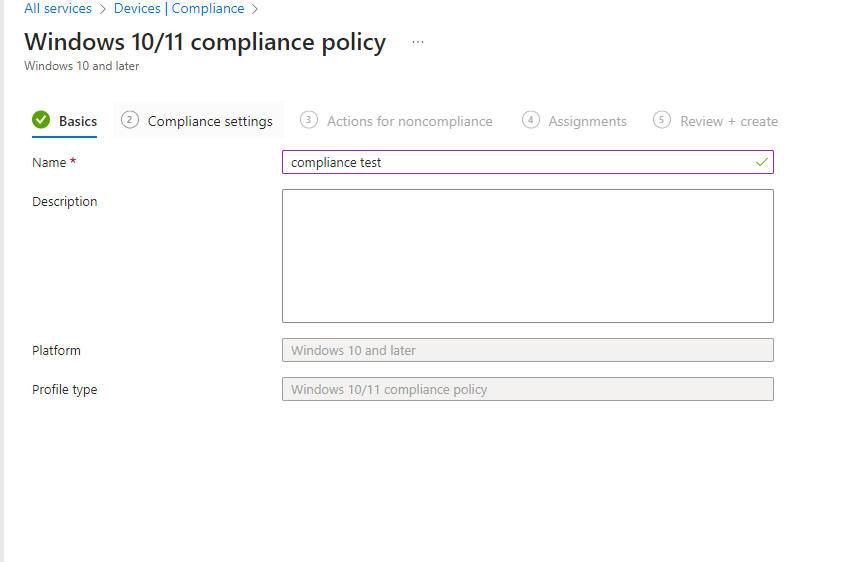 All services > Devices | Compliance >
Windows 10/11 compliance policy ...
Windows 10 and later
Basics 2 Compliance settings 3 Actions for noncompliance 4 Assignments 5 Review + create
Name * compliance test
Description
Platform Windows 10 and later
Profile type Windows 10/11 compliance policy